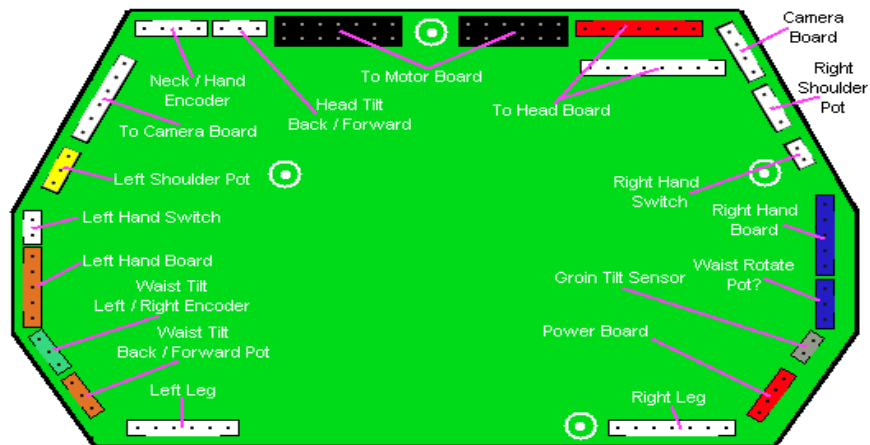 Neck / Hand
Encoder
To Camera Board
Head Tilt
Back / Forward
To Motor Board
To Head Board
Camera
Board
Right
Shoulder
Pot
Left Shoulder Pot
Right Hand
Switch
Left Hand Switch
Right Hand
Board
Left Hand Board
Waist Tilt
Left / Right Encoder
Groin Tilt Sensor
Waist Rotate
Pot?
Waist Tilt
Back / Forward Pot
Power Board
Left Leg
Right Leg